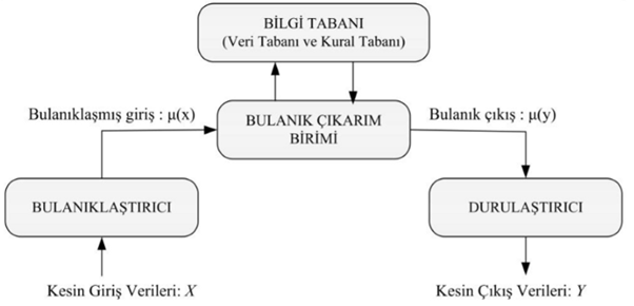 BİLGİ TABANI
(Veri Tabanı ve Kural Tabanı)
Bulanıklaşmış giriş : μ(x)
BULANIK ÇIKARIM
BİRİMİ
Bulanık çıkış : μ(y)
BULANIKLAŞTIRICI
DURULAŞTIRICI
Kesin Giriş Verileri: X
Kesin Çıkış Verileri: Y